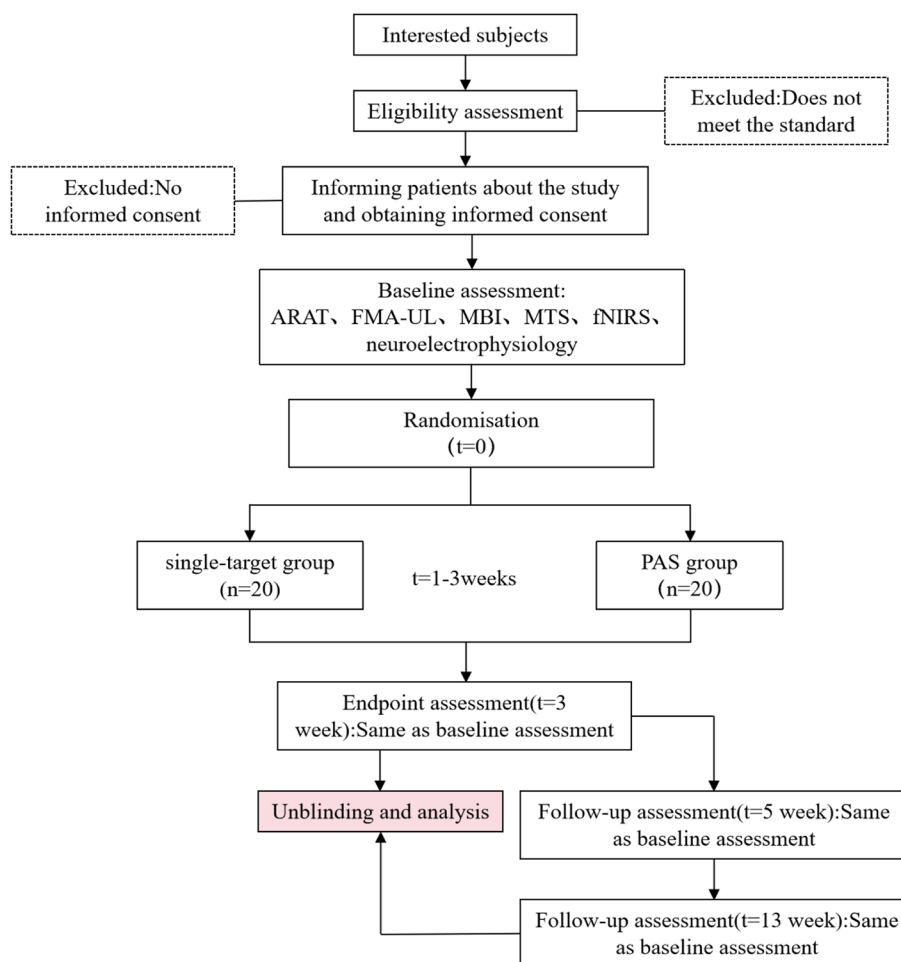 Interested subjects
Eligibility assessment
Excluded:Does not
meet the standard
Excluded:No
informed consent
Informing patients about the study
and obtaining informed consent
Baseline assessment:
ARAT、FMA-UL、MBI、MTS、fNIRS、
neuroelectrophysiology
Randomisation
(t=0)
single-target group
(n=20)
t=1-3weeks
PAS group
(n=20)
Endpoint assessment(t=3
week):Same as baseline assessment
Unblinding and analysis
Follow-up assessment(t=5 week):Same
as baseline assessment
Follow-up assessment(t=13 week):Same
as baseline assessment